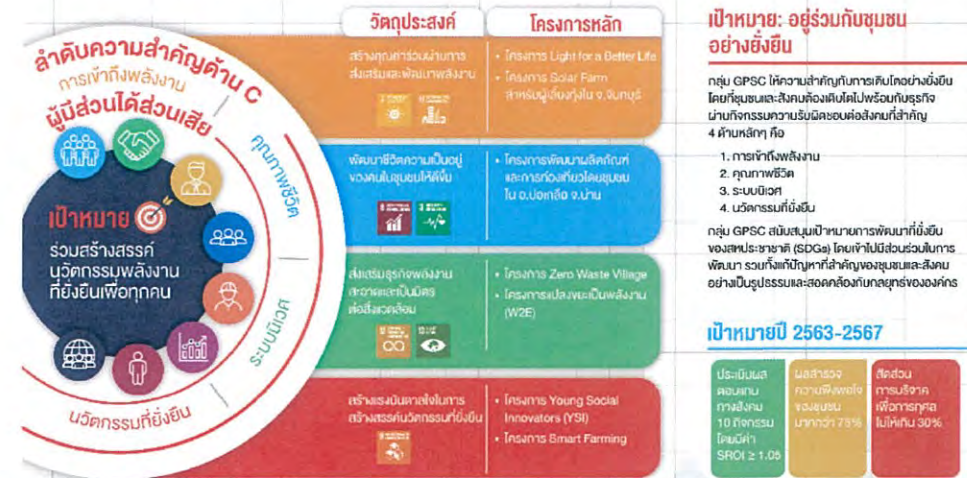 ลำดับความสำคัญด้าน C
การเข้าถึงพลังงาน
ผู้มีส่วนได้ส่วนเสีย
คุณภาพชีวิต
ระบบนิเวศ
นวัตกรรมที่ยั่งยืน
เป้าหมาย
ร่วมสร้างสรรค์
นวัตกรรมพลังงาน
ที่ยั่งยืนเพื่อทุกคน
วัตถุประสงค์
โครงการหลัก
สร้างคุณค่าร่วมผ่านการ
ส่งเสริมและพัฒนาพลังงาน
• โครงการ Light for a Better Life
• โครงการ Solar Farm
สำหรับผู้เลี้ยงกุ้งใน จ.จันทบุรี
พัฒนาชีวิตความเป็นอยู่
ของคนในชุมชนให้ดีขึ้น
• โครงการพัฒนาผลิตภัณฑ์
และการท่องเที่ยวโดยชุมชน
ใน อ.บ่อเกลือ จ.น่าน
ส่งเสริมธุรกิจพลังงาน
สะอาดและเป็นมิตร
ต่อสิ่งแวดล้อม
• โครงการ Zero Waste Village
• โครงการแปลงขยะเป็นพลังงาน
(W2E)
สร้างแรงบันดาลใจในการ
สร้างสรรค์นวัตกรรมที่ยั่งยืน
• โครงการ Young Social
Innovators (YSI)
• โครงการ Smart Farming
เป้าหมาย: อยู่ร่วมกับชุมชน
อย่างยั่งยืน
กลุ่ม GPSC ให้ความสำคัญกับการเติบโตอย่างยั่งยืน
โดยที่ชุมชนและสังคมต้องเติบโตไปพร้อมกับธุรกิจ
ผ่านกิจกรรมความรับผิดชอบต่อสังคมที่สำคัญ
4 ด้านหลักๆ คือ
1. การเข้าถึงพลังงาน
2. คุณภาพชีวิต
3. ระบบนิเวศ
4. นวัตกรรมที่ยั่งยืน
กลุ่ม GPSC สนับสนุนเป้าหมายการพัฒนาที่ยั่งยืน
ของสหประชาชาติ (SDGs) โดยเข้าไปมีส่วนร่วมในการ
พัฒนา รวมทั้งแก้ปัญหาที่สำคัญของชุมชนและสังคม
อย่างเป็นรูปธรรมและสอดคล้องกับกลยุทธ์ขององค์กร
เป้าหมายปี 2563-2567
ประเมินผล
ตอบแทน
ทางสังคม
10 กิจกรรม
โดยมีค่า
SROI ≥ 1.05
ผลสำรวจ
ความพึงพอใจ
ของชุมชน
มากกว่า 75%
สัดส่วน
การบริจาค
เพื่อการกุศล
ไม่ให้เกิน 30%